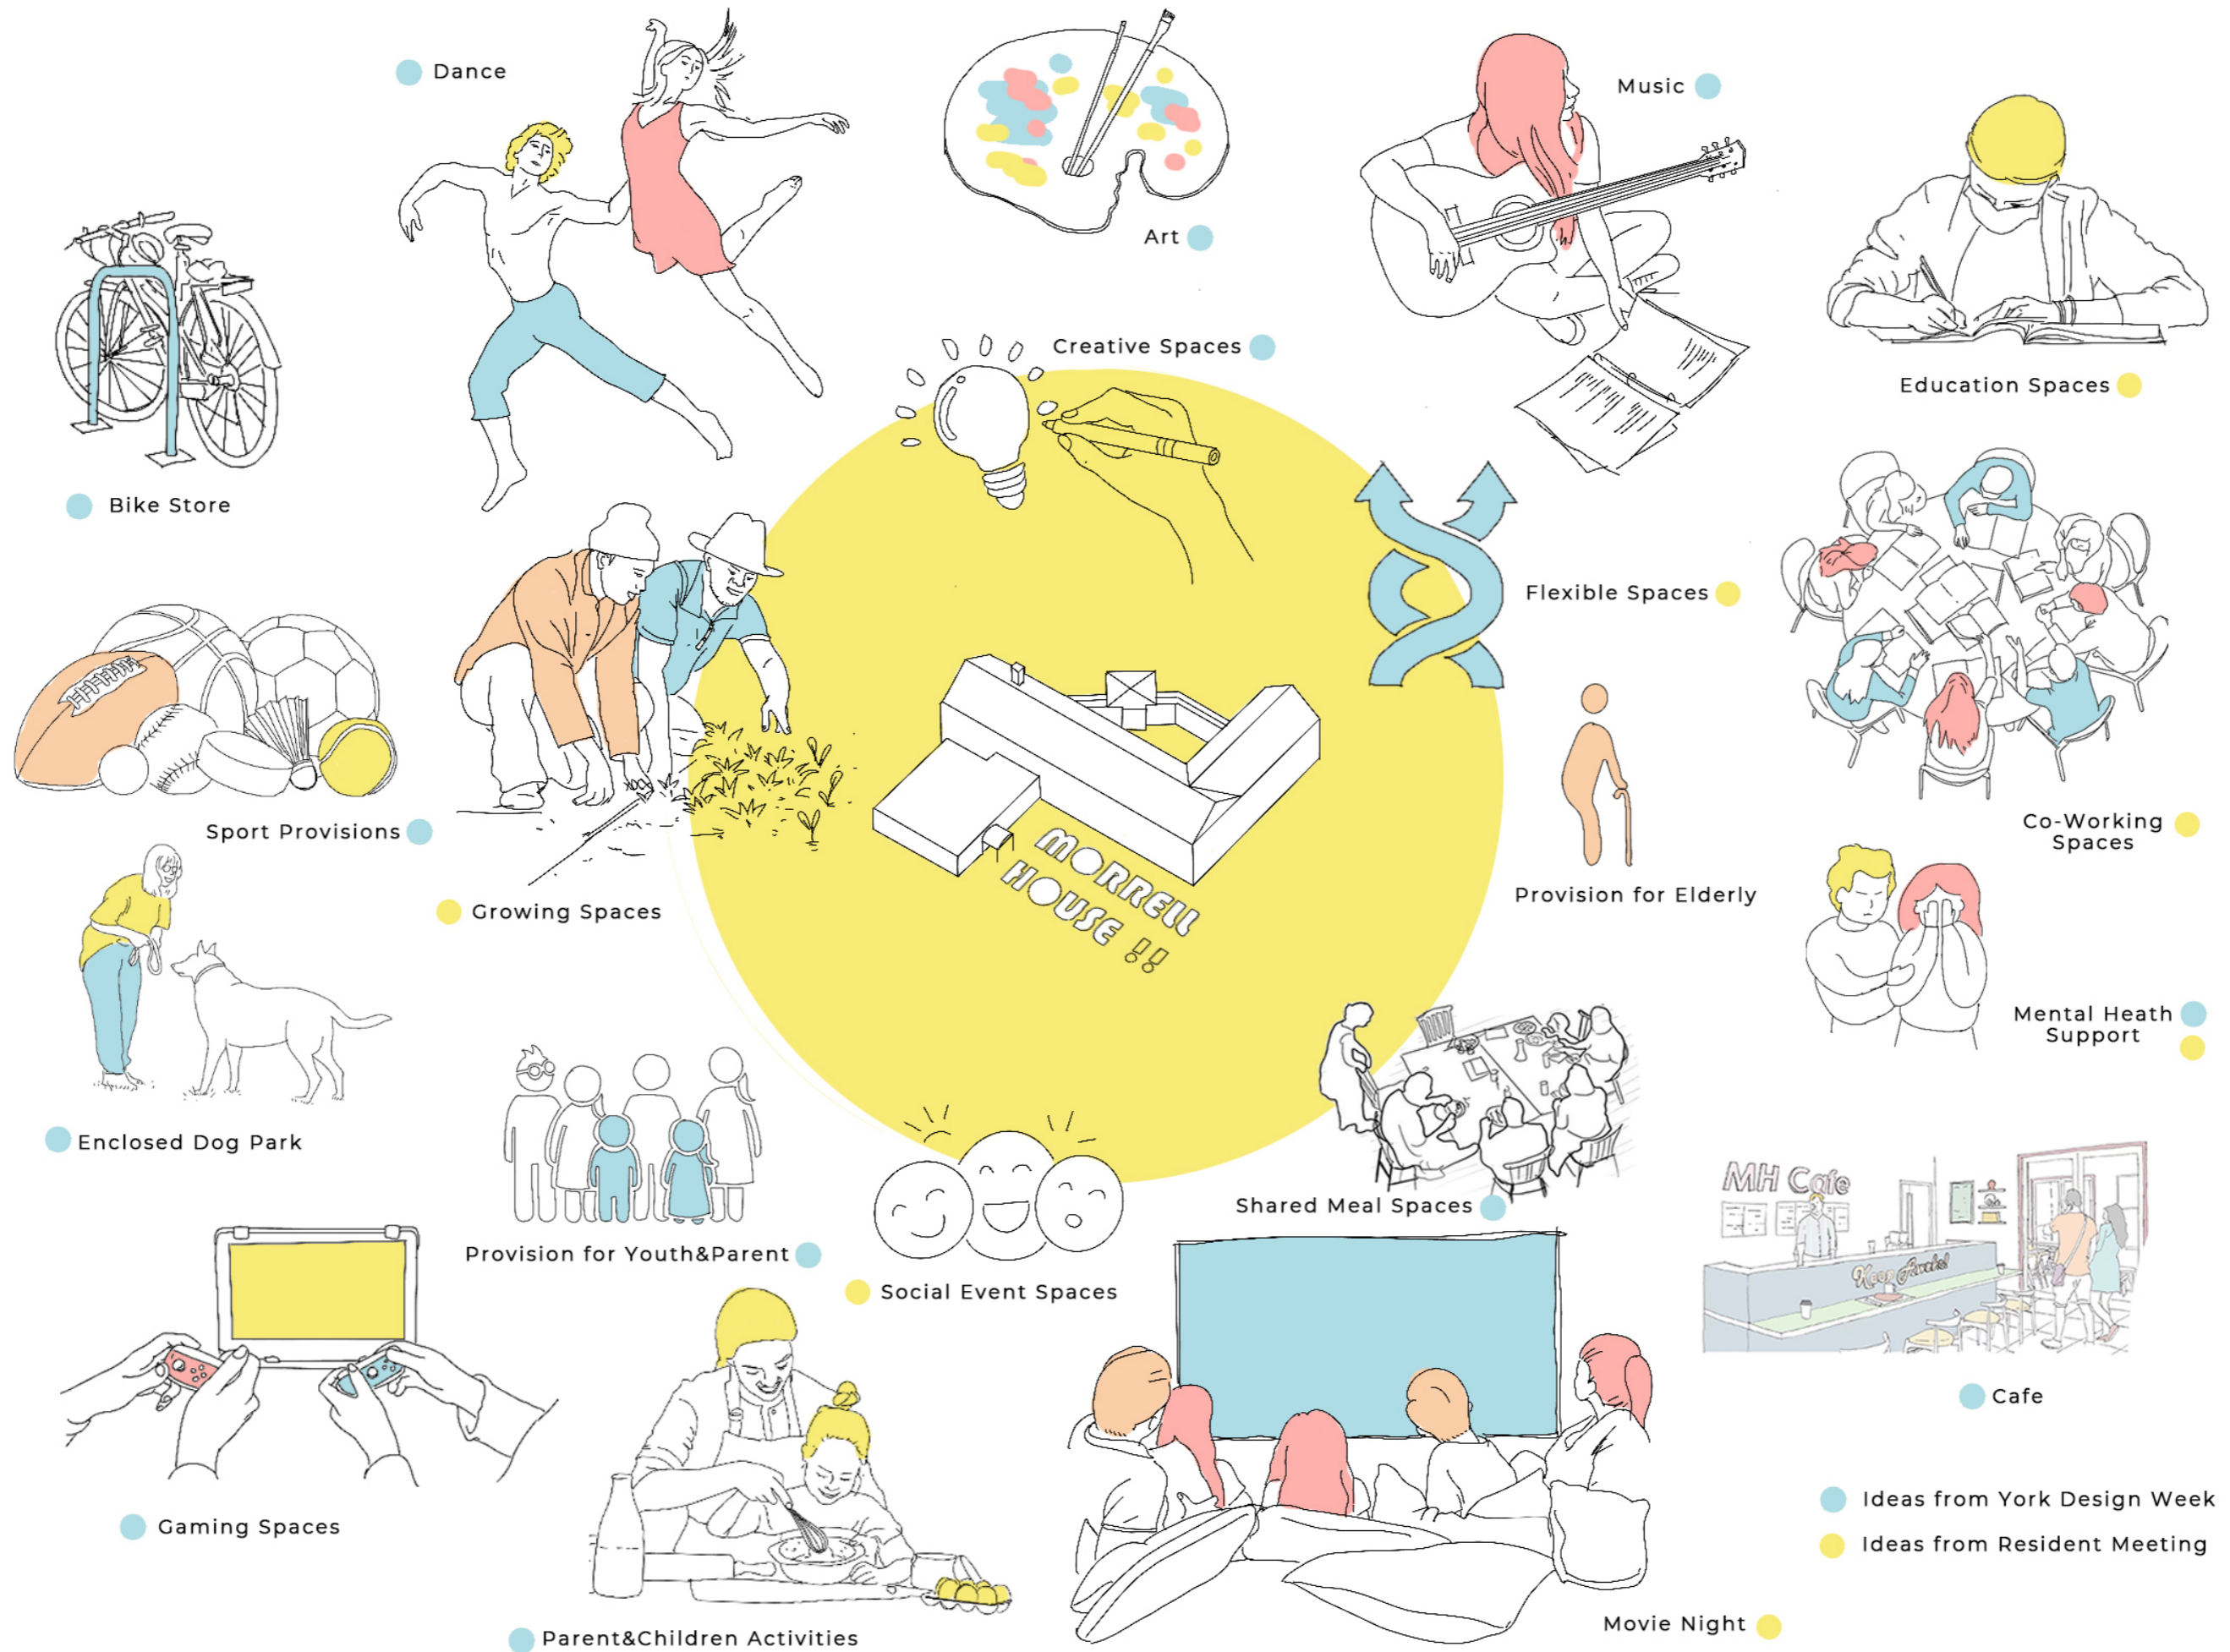 Dance
Music
Art
Creative Spaces
Education Spaces
Bike Store
Flexible Spaces
Sport Provisions
Co-Working
Spaces
MORRELL
HOUSE !!
Provision for Elderly
Growing Spaces
Mental Heath
Support
Enclosed Dog Park
MH Cafe
Shared Meal Spaces
Provision for Youth&Parent
Social Event Spaces
Cafe
Ideas from York Design Week
Gaming Spaces
Ideas from Resident Meeting
Movie Night
Parent&Children Activities